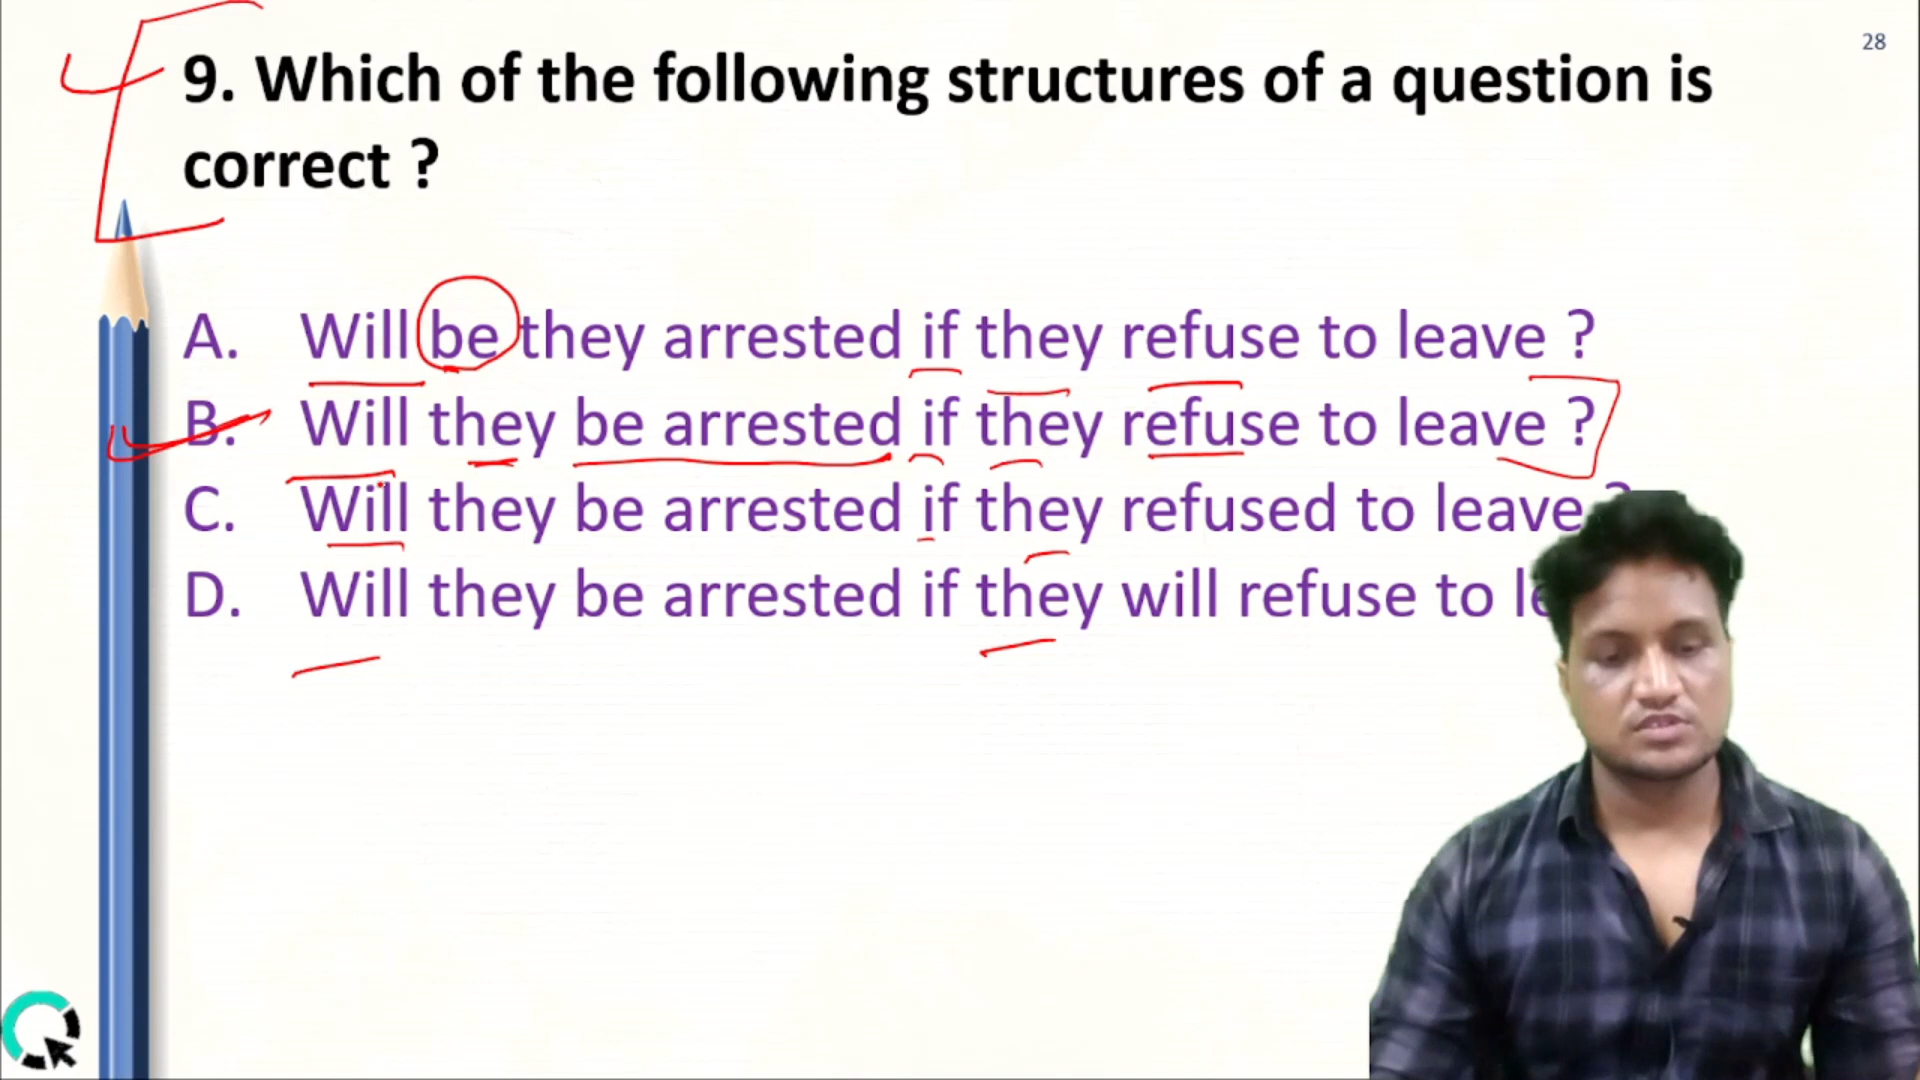 28
9. Which of the following structures of a question is
correct ?
A. Will be they arrested if they refuse to leave ?
B. Will they be arrested if they refuse to leave ?
C. Will they be arrested if they refused to leave ?
D. Will they be arrested if they will refuse to